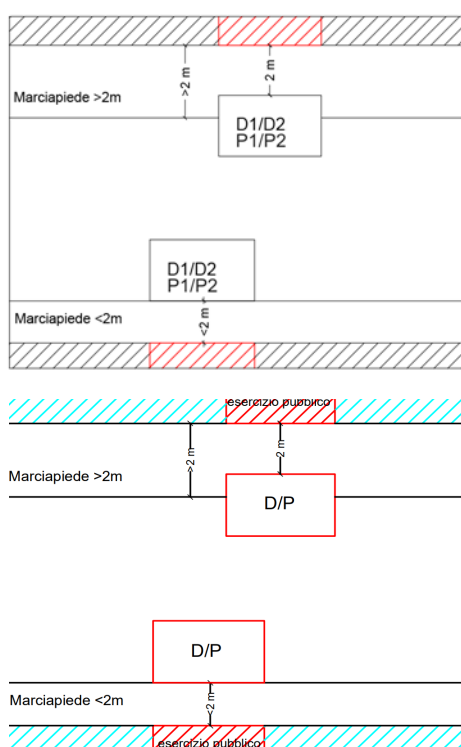 >2 m
2 m
Marciapiede >2m
D1/D2
P1/P2
D1/D2
P1/P2
Marciapiede <2m
<2 m
esercizio pubblico
>2 m
2 m
Marciapiede >2m
D/P
D/P
Marciapiede <2m
<2 m
esercizio pubblico